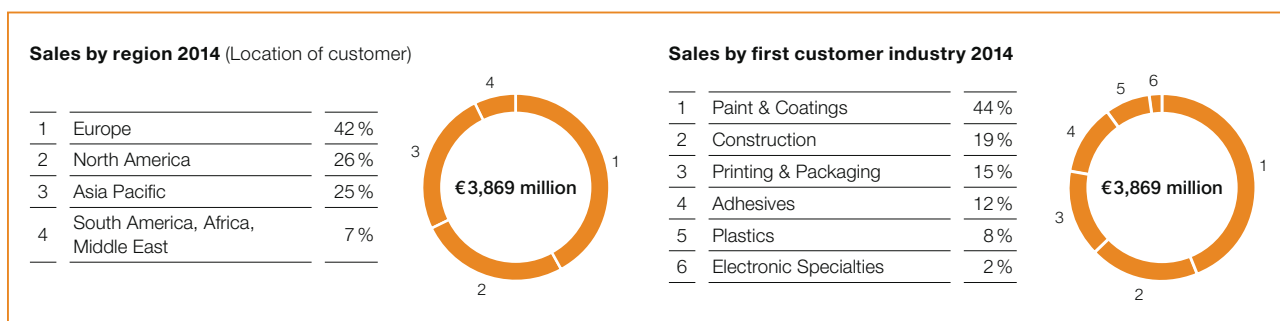 Sales by region 2014 (Location of customer)
1 Europe 42 %
2 North America 26 %
3 Asia Pacific 25 %
4 South America, Africa,
Middle East 7 %
4
3
1
2
€3,869 million
Sales by first customer industry 2014
1 Paint & Coatings 44 %
2 Construction 19 %
3 Printing & Packaging 15 %
4 Adhesives 12 %
5 Plastics 8 %
6 Electronic Specialties 2 %
6
5
4
1
3
2
€3,869 million